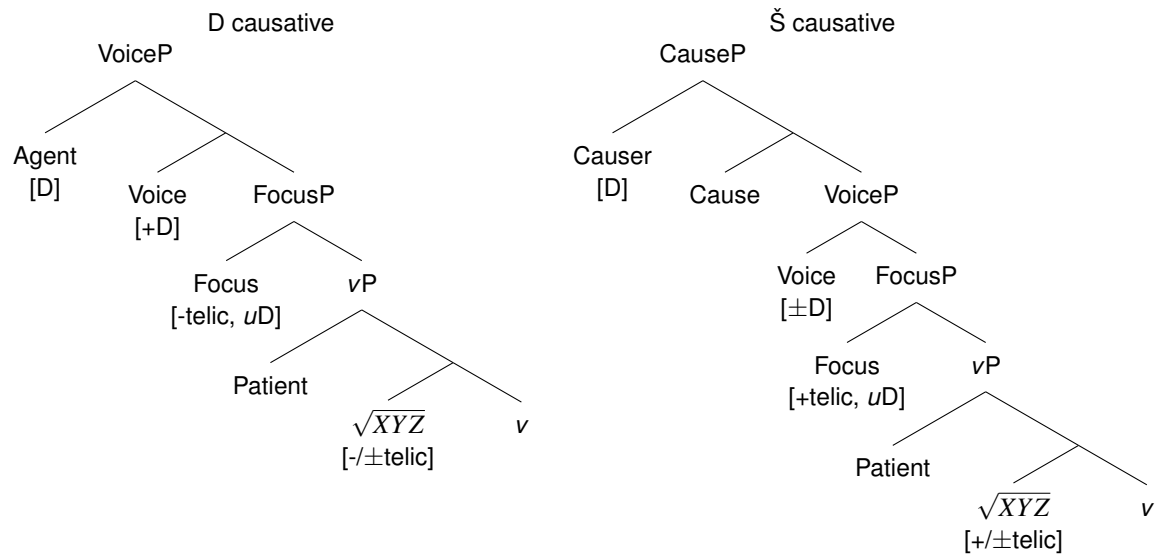 D causative
VoiceP
Agent
[D]
Voice
[+D]
FocusP
Focus
[-telic, uD]
vP
Patient
√XYZ
[-/±telic]
v
Š causative
CauseP
Causer
[D]
Cause
VoiceP
Voice
[±D]
FocusP
Focus
[+telic, uD]
vP
Patient
√XYZ
[+/±telic]
v